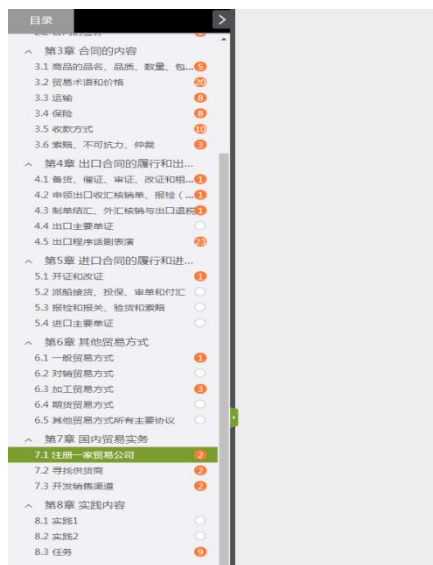 目录
第3章 合同的内容
3.1 商品的品名、品质、数量、包... 5
3.2 贸易术语和价格 20
3.3 运输 8
3.4 保险 8
3.5 收款方式 10
3.6 索赔、不可抗力、仲裁 3
第4章 出口合同的履行和出...
4.1 备货、催证、审证、改证和租... 1
4.2 申领出口收汇核销单、报检（... 1
4.3 制单结汇、外汇核销与出口退税 1
4.4 出口主要单证
4.5 出口程序话剧表演 23
第5章 进口合同的履行和进...
5.1 开证和改证 1
5.2 派船接货、投保、审单和付汇
5.3 报检和报关、验货和索赔
5.4 进口主要单证
第6章 其他贸易方式
6.1 一般贸易方式 1
6.2 对销贸易方式
6.3 加工贸易方式 3
6.4 期货贸易方式
6.5 其他贸易方式所有主要协议
第7章 国内贸易实务
7.1 注册一家贸易公司 2
7.2 寻找供货商 2
7.3 开发销售渠道 2
第8章 实践内容
8.1 实践1
8.2 实践2
8.3 任务 9